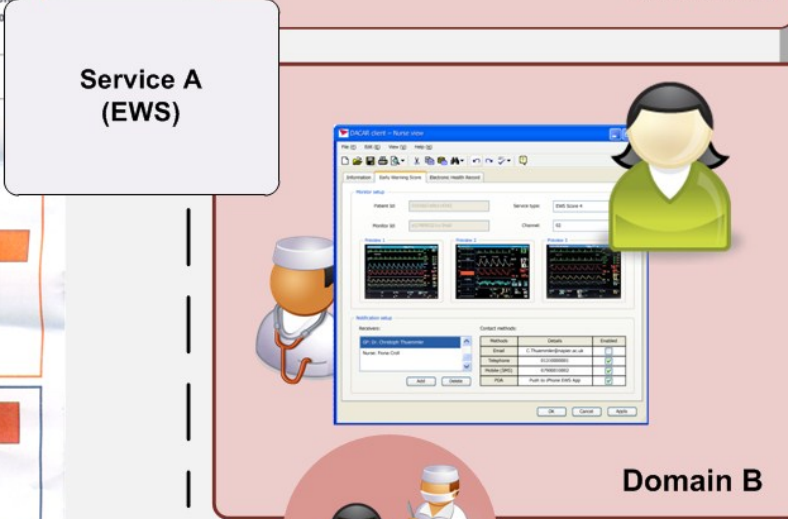 Service A
(EWS)
DACAR client - Nurse view
File (F) Edit (E) View (V) Help (H)
Information Early Warning Score Electronic Health Record
Monitor setup
Patient Id:
Service type: EWS Score 4
Monitor ID:
Channel: 02
Preview 1 Preview 2 Preview 3
Notification setup
Receivers: Contact methods:
GP: Dr. Christoph Thuemmler
Methods Details Enabled
Email C.Thuemmler@napier.ac.uk
Telephone
Mobile (SMS)
PDA Push to iPhone EWS App
Add Delete
OK Cancel Apply
Domain B